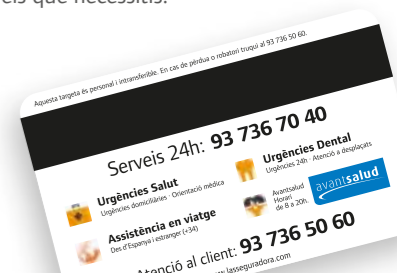 que necessitis.
Aquesta targeta és personal i intransferible. En cas de pèrdua o robatori truqui al 93 736 50 60.
Serveis 24h: 93 736 70 40
Urgències Salut
Urgències domiciliàries · Orientació mèdica
Urgències Dental
Urgències 24h · Atenció a desplaçats
Assistència en viatge
Des d'Espanya i estranger (+34)
Avantsalud
Horari
de 8 a 20h.
avantsalud
Atenció al client: 93 736 50 60
lasseguradora.com